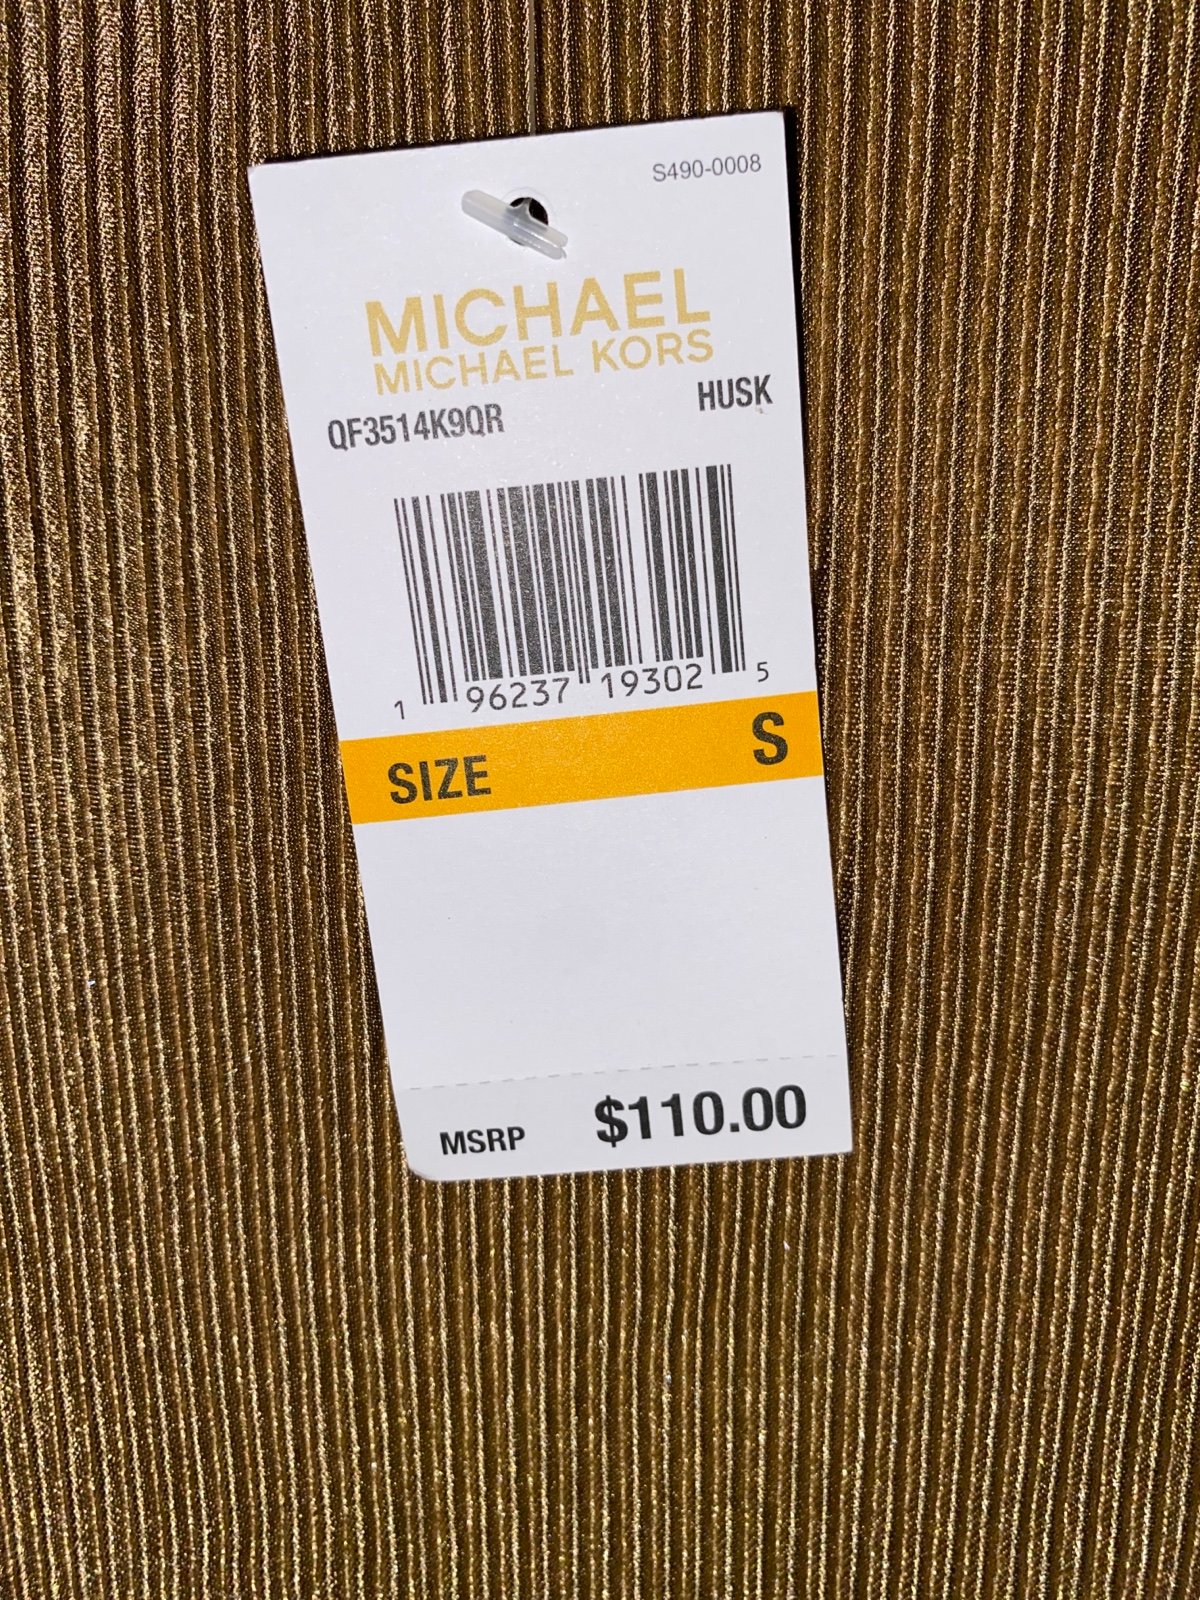 S490-0008
MICHAEL
MICHAEL KORS
QF3514K9QR HUSK
1 96237 19302 5
SIZE S
MSRP $110.00